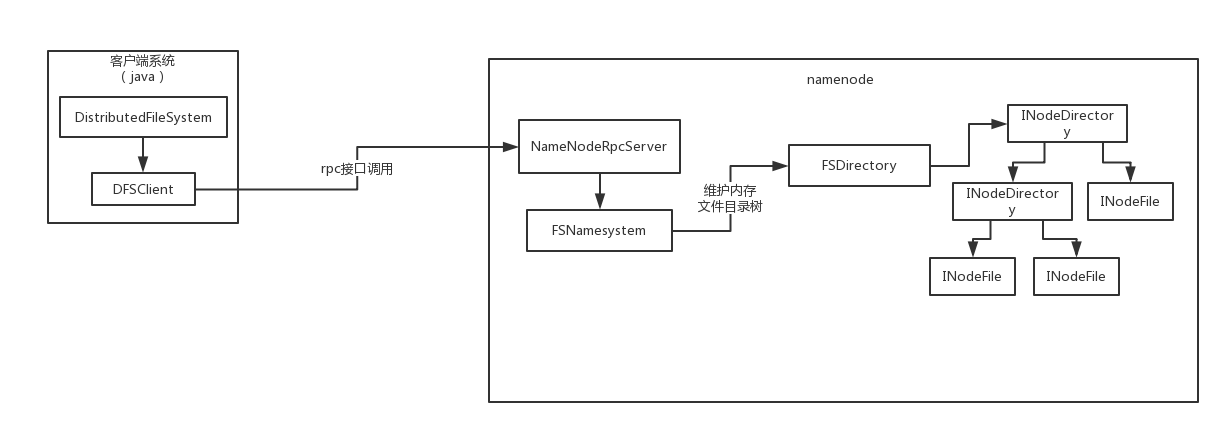 客户端系统
（java）
DistributedFileSystem
DFSClient
rpc接口调用
namenode
NameNodeRpcServer
FSNamesystem
维护内存
文件目录树
FSDirectory
INodeDirector
y
INodeDirector
y
INodeFile
INodeFile
INodeFile